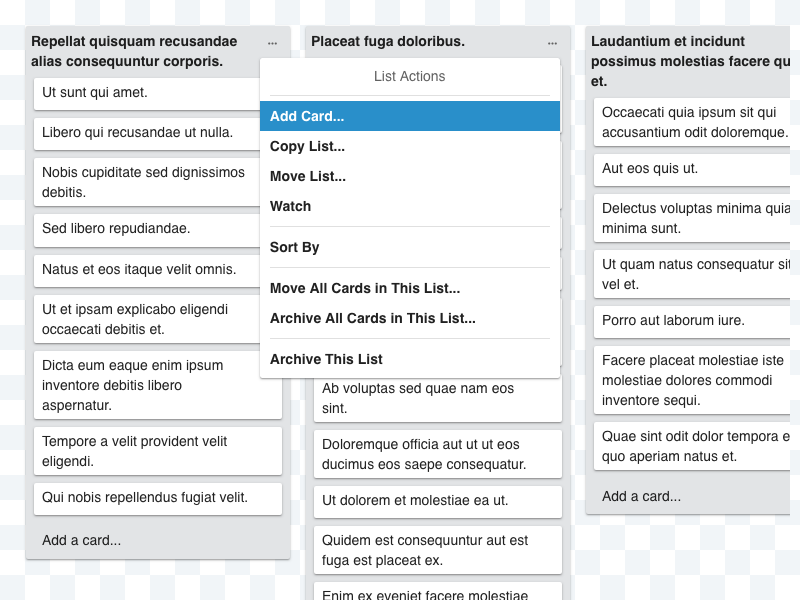 Repellat quisquam recusandae
alias consequuntur corporis.
Ut sunt qui amet.
Libero qui recusandae ut nulla.
Nobis cupiditate sed dignissimos
debitis.
Sed libero repudiandae.
Natus et eos itaque velit omnis.
Ut et ipsam explicabo eligendi
occaecati debitis et.
Dicta eum eaque enim ipsum
inventore debitis libero
aspernatur.
Tempore a velit provident velit
eligendi.
Qui nobis repellendus fugiat velit.
Add a card...
Placeat fuga doloribus.
List Actions
Add Card...
Copy List...
Move List...
Watch
Sort By
Move All Cards in This List...
Archive All Cards in This List...
Archive This List
Ab voluptas sed quae nam eos
sint.
Doloremque officia aut ut ut eos
ducimus eos saepe consequatur.
Ut dolorem et molestiae ea ut.
Quidem est consequuntur aut est
fuga est placeat ex.
Enim ex eveniet facere molestiae
Laudantium et incidunt
possimus molestias facere qu
et.
Occaecati quia ipsum sit qui
accusantium odit doloremque.
Aut eos quis ut.
Delectus voluptas minima quia
minima sunt.
Ut quam natus consequatur sit
vel et.
Porro aut laborum iure.
Facere placeat molestiae iste
molestiae dolores commodi
inventore sequi.
Quae sint odit dolor tempora e
quo aperiam natus et.
Add a card...